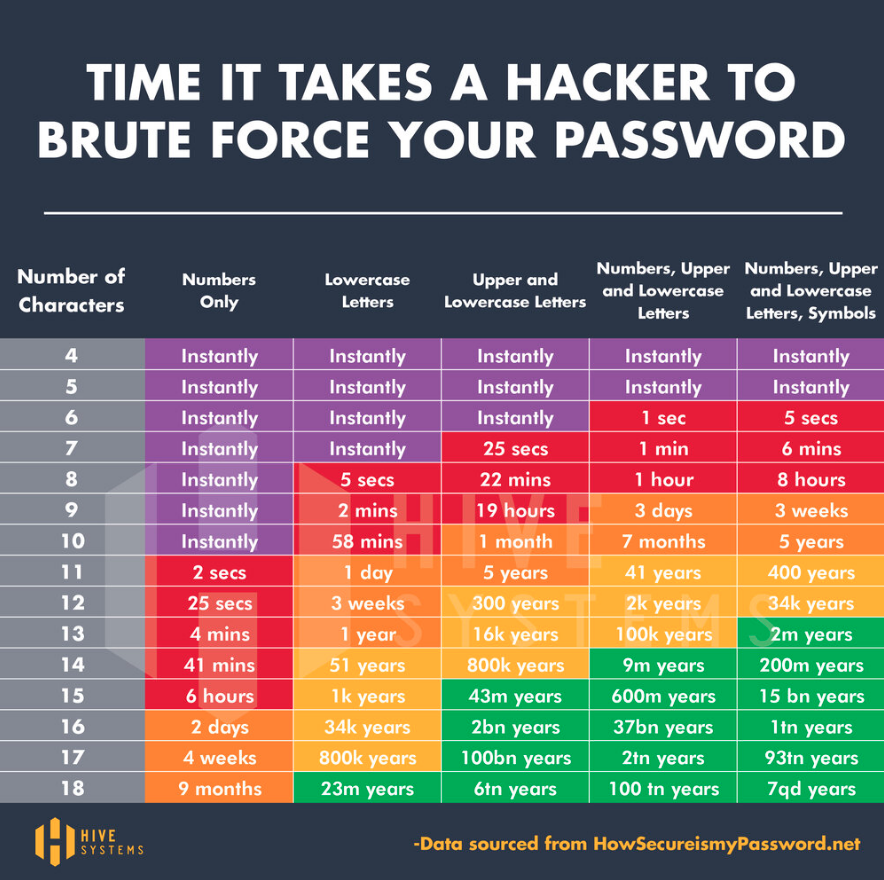 TIME IT TAKES A HACKER TO
BRUTE FORCE YOUR PASSWORD
Number of Characters Numbers Only Lowercase Letters Upper and Lowercase Letters Numbers, Upper and Lowercase Letters Numbers, Upper and Lowercase Letters, Symbols
4 Instantly Instantly Instantly Instantly Instantly
5 Instantly Instantly Instantly Instantly Instantly
6 Instantly Instantly Instantly 1 sec 5 secs
7 Instantly Instantly 25 secs 1 min 6 mins
8 Instantly 5 secs 22 mins 1 hour 8 hours
9 Instantly 2 mins 19 hours 3 days 3 weeks
10 Instantly 58 mins 1 month 7 months 5 years
11 2 secs 1 day 5 years 41 years 400 years
12 25 secs 3 weeks 300 years 2k years 34k years
13 4 mins 1 year 16k years 100k years 2m years
14 41 mins 51 years 800k years 9m years 200m years
15 6 hours 1k years 43m years 600m years 15 bn years
16 2 days 34k years 2bn years 37bn years 1tn years
17 4 weeks 800k years 100bn years 2tn years 93tn years
18 9 months 23m years 6tn years 100 tn years 7qd years
HIVE
SYSTEMS
HIVE
SYSTEMS
-Data sourced from HowSecureismyPassword.net